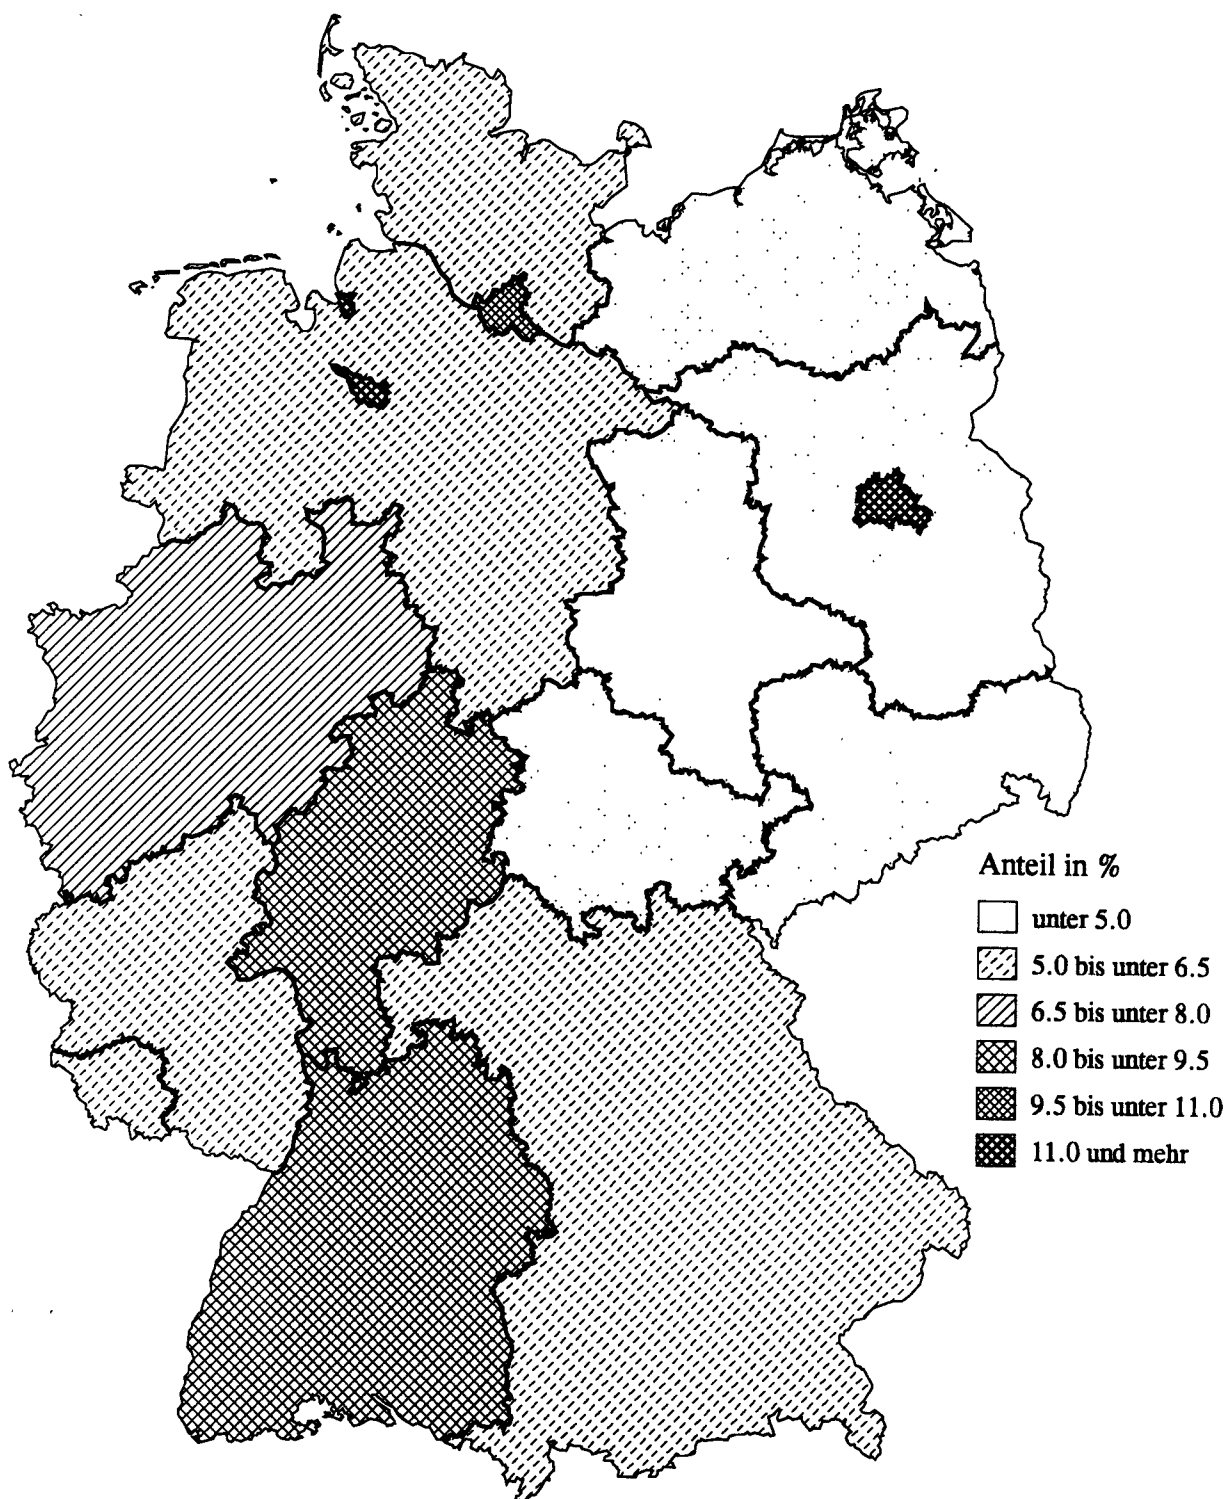 Anteil in %
unter 5.0
5.0 bis unter 6.5
6.5 bis unter 8.0
8.0 bis unter 9.5
9.5 bis unter 11.0
11.0 und mehr